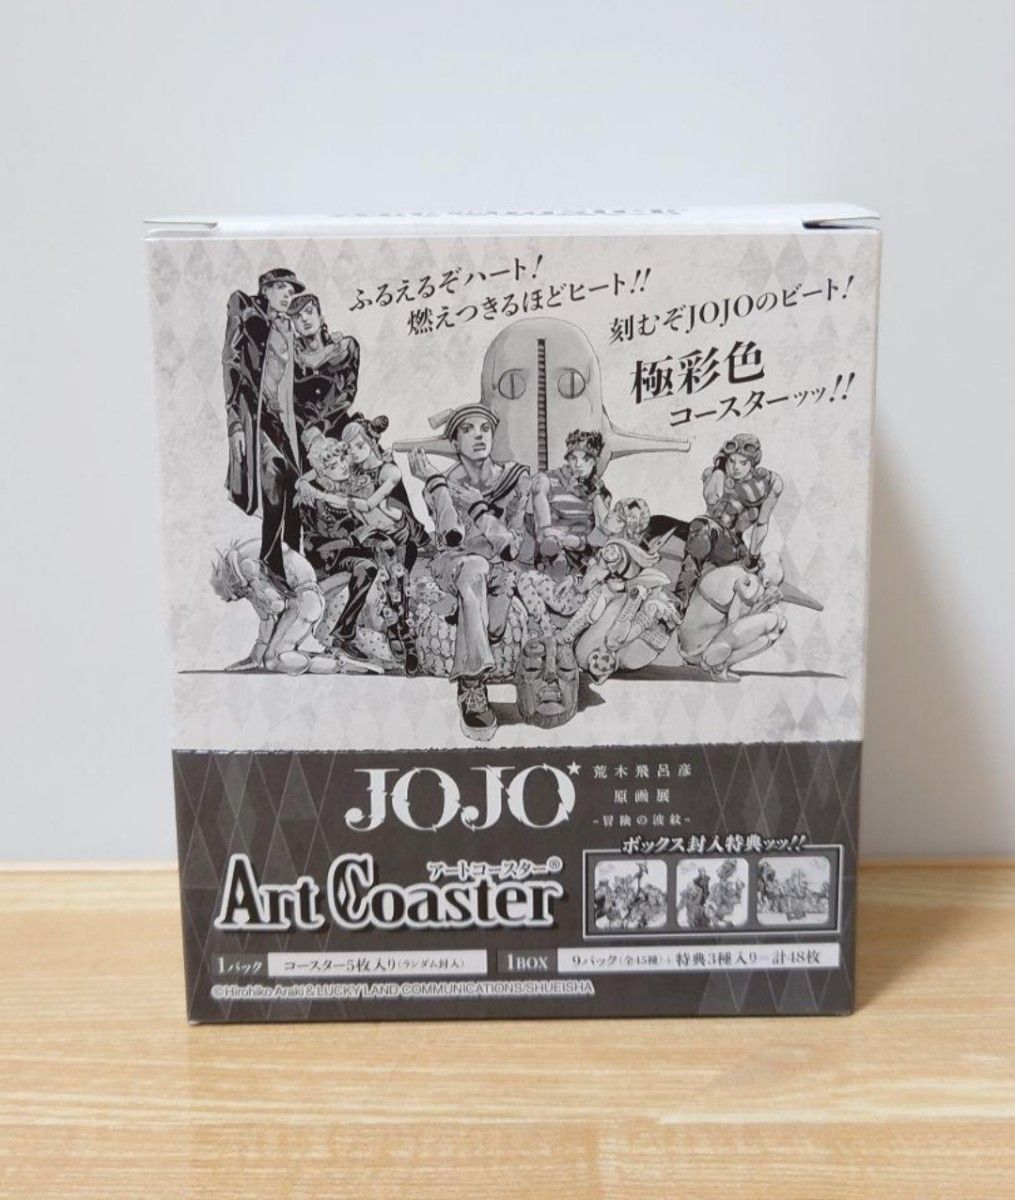 ふるえるぞハート!
燃えつきるほどヒート!!
刻むぞJOJOのビート!
極彩色
コースターッッ!!
JOJO★
荒木飛呂彦
原画展
~冒険の波紋~
アートコースター®
Art Coaster
ボックス封入特典ッッ!!
1パック コースター5枚入り(ランダム封入) 1BOX 9パック(全45種)+特典3種入り=計48枚
©Hirohiko Araki & LUCKY LAND COMMUNICATIONS/SHUEISHA